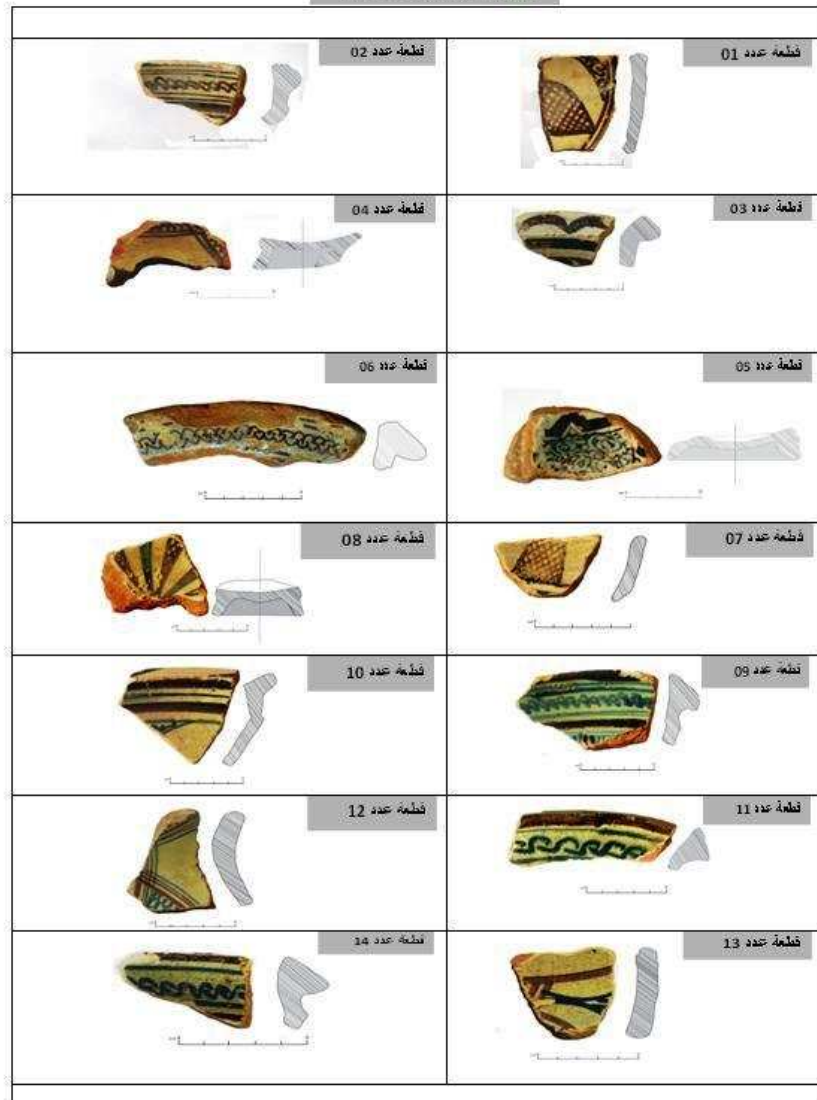 قطعة عدد 01
قطعة عدد 02
قطعة عدد 03
قطعة عدد 04
قطعة عدد 05
قطعة عدد 06
قطعة عدد 07
قطعة عدد 08
قطعة عدد 09
قطعة عدد 10
قطعة عدد 11
قطعة عدد 12
قطعة عدد 13
قطعة عدد 14